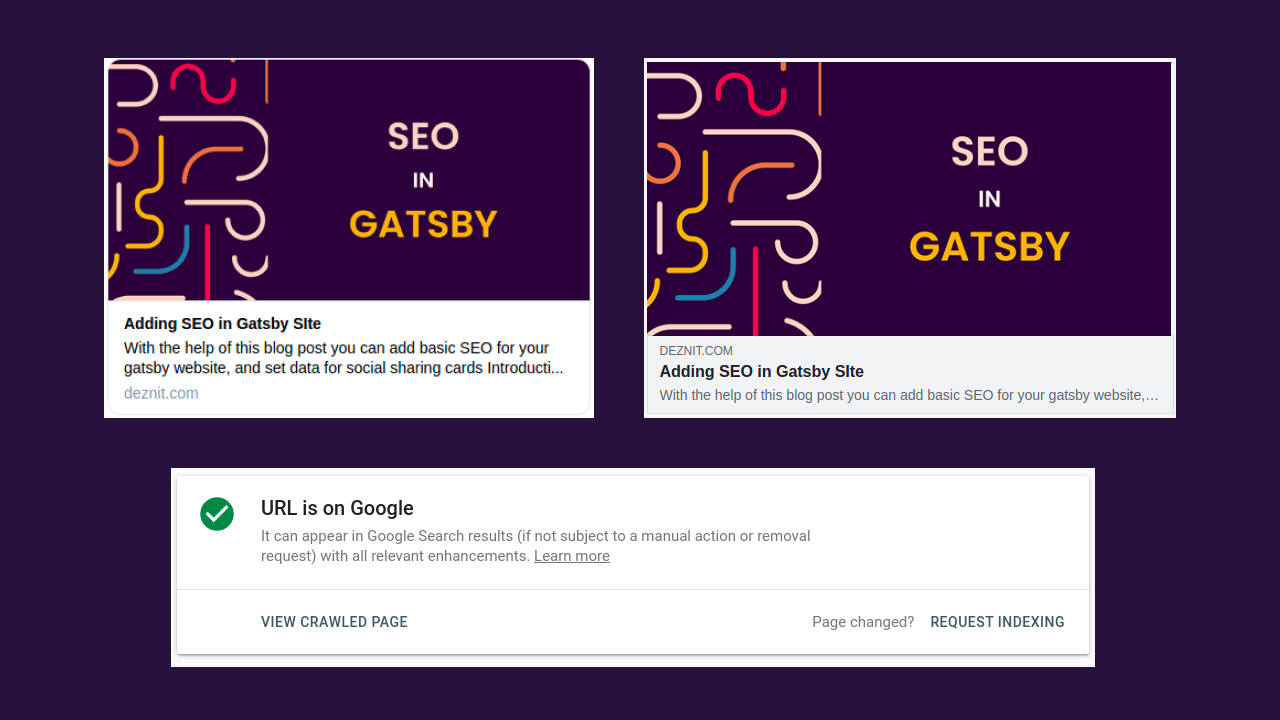 SEO
IN
GATSBY
Adding SEO in Gatsby SIte
With the help of this blog post you can add basic SEO for your
gatsby website, and set data for social sharing cards Introducti...
deznit.com
SEO
IN
GATSBY
DEZNIT.COM
Adding SEO in Gatsby SIte
With the help of this blog post you can add basic SEO for your gatsby website,…
URL is on Google
It can appear in Google Search results (if not subject to a manual action or removal
request) with all relevant enhancements. Learn more
VIEW CRAWLED PAGE
Page changed? REQUEST INDEXING